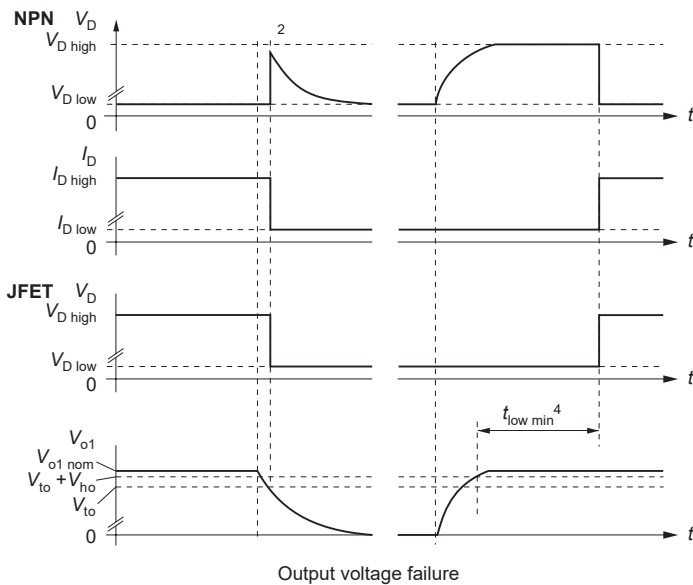 NPN V_D
2
V_D high
V_D low
0
t
I_D
I_D high
I_D low
0
t
JFET V_D
V_D high
V_D low
0
t
t_low min^4
V_o1
V_o1 nom
V_to + V_ho
V_to
0
t
Output voltage failure